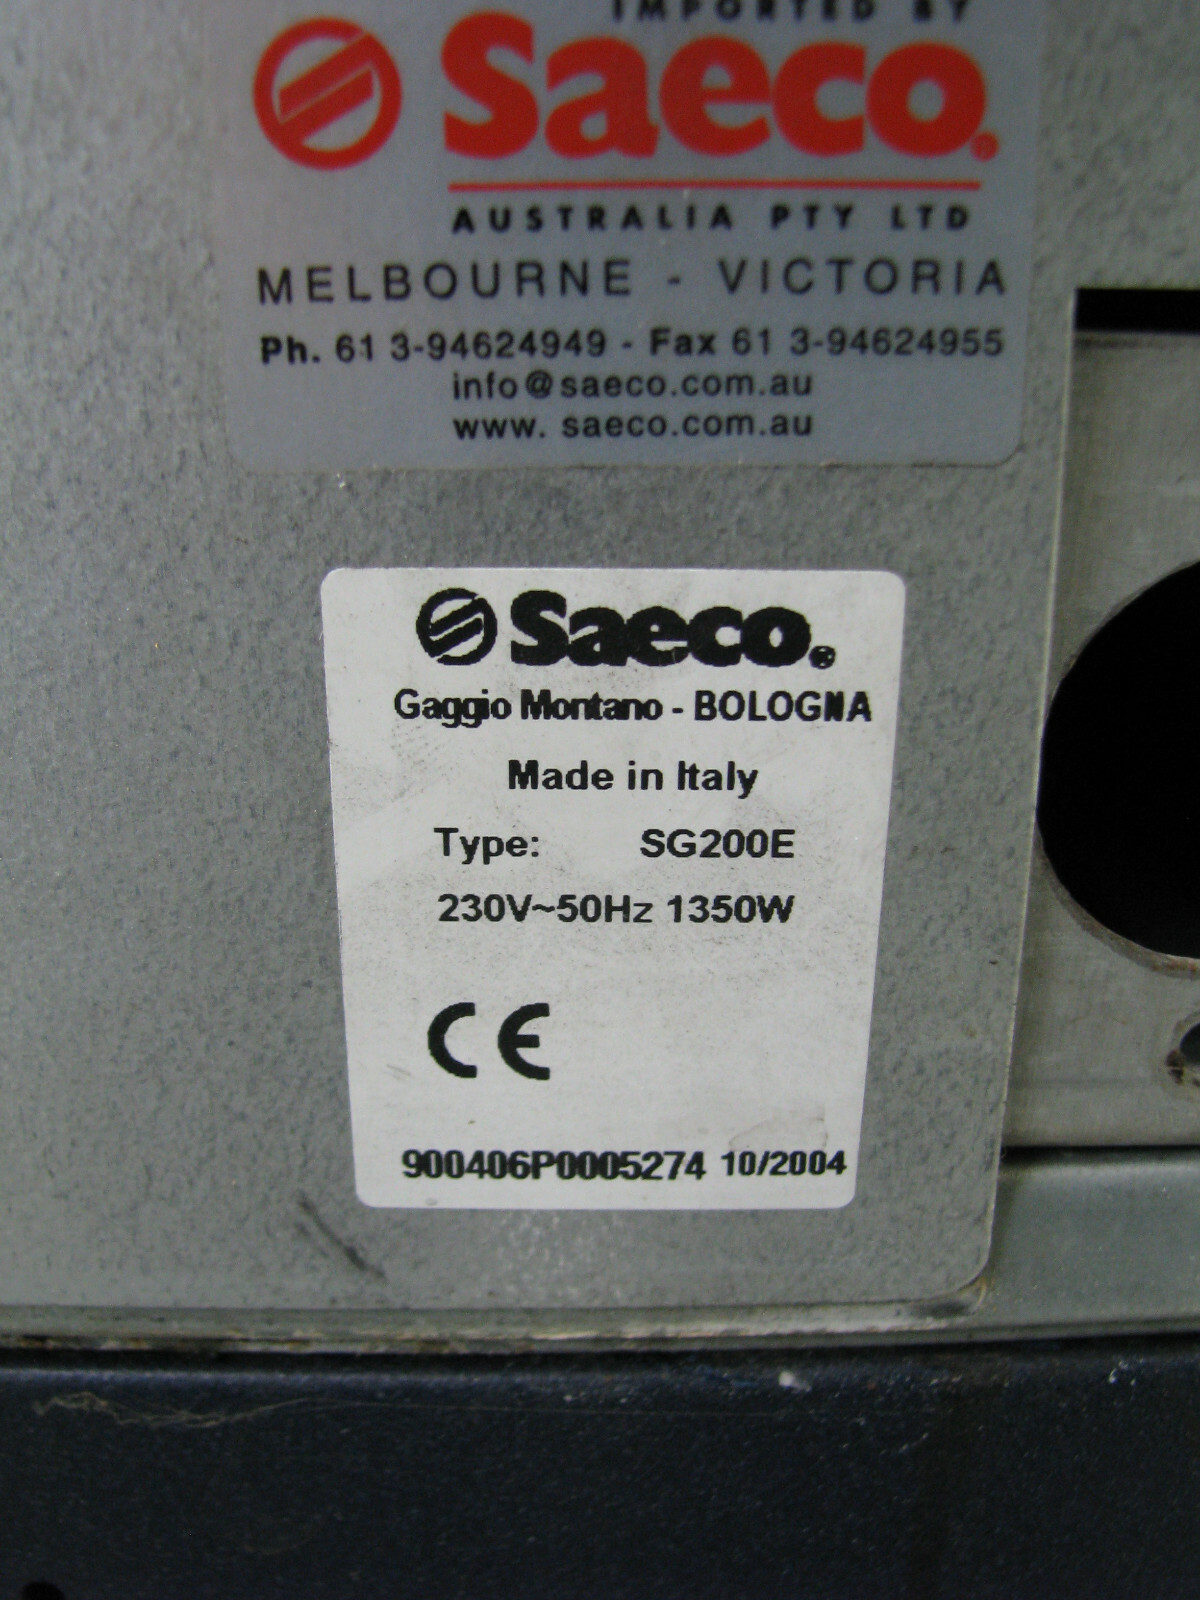 IMPORTED BY
Saeco
AUSTRALIA PTY LTD
MELBOURNE - VICTORIA
Ph. 61 3-94624949 - Fax 61 3-94624955
info@saeco.com.au
www. saeco.com.au
Saeco®
Gaggio Montano - BOLOGNA
Made in Italy
Type: SG200E
230V~50Hz 1350W
CE
900406P0005274 10/2004